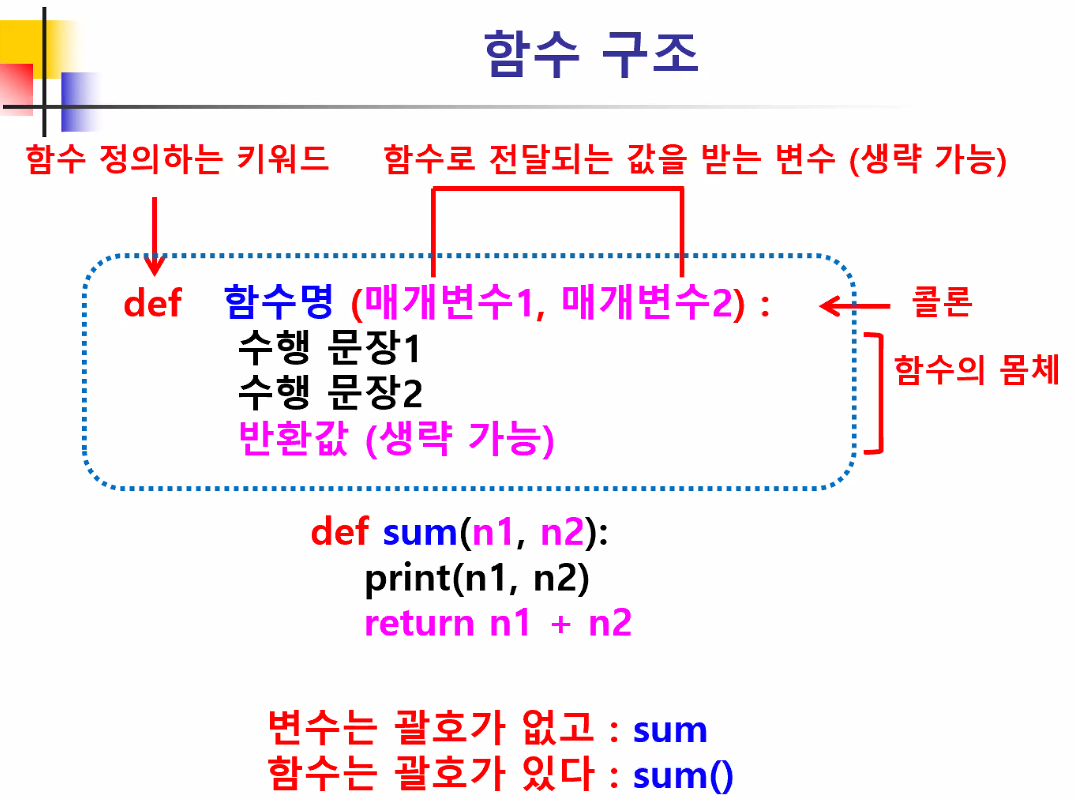 함수 구조
함수 정의하는 키워드
함수로 전달되는 값을 받는 변수 (생략 가능)
def 함수명 (매개변수1, 매개변수2) :
콜론
수행 문장1
수행 문장2
반환값 (생략 가능)
함수의 몸체
def sum(n1, n2):
print(n1, n2)
return n1 + n2
변수는 괄호가 없고 : sum
함수는 괄호가 있다 : sum()